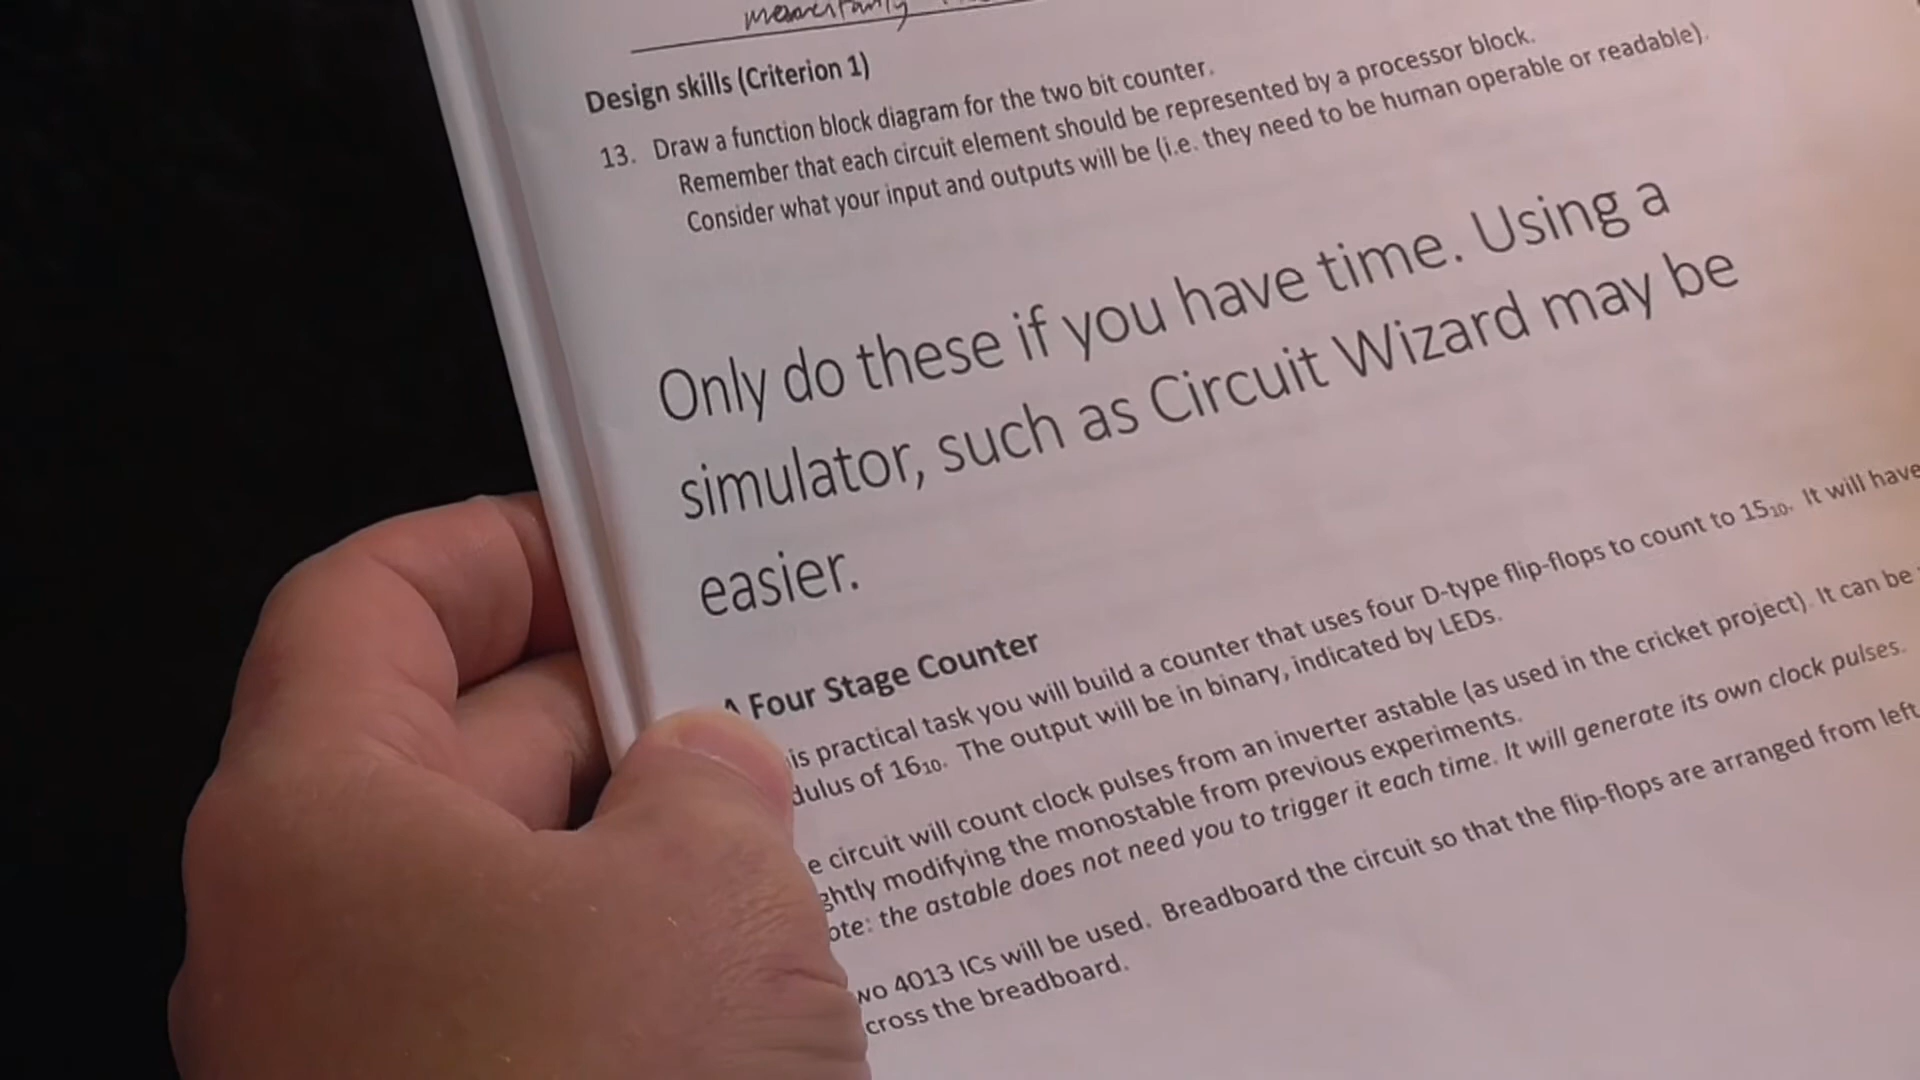 momentarily
Design skills (Criterion 1)
13. Draw a function block diagram for the two bit counter.
Remember that each circuit element should be represented by a processor block.
Consider what your input and outputs will be (i.e. they need to be human operable or readable).
Only do these if you have time. Using a
simulator, such as Circuit Wizard may be
easier.
A Four Stage Counter
is practical task you will build a counter that uses four D-type flip-flops to count to 15₁₀. It will have
dulus of 16₁₀. The output will be in binary, indicated by LEDs.
e circuit will count clock pulses from an inverter astable (as used in the cricket project). It can be
ghtly modifying the monostable from previous experiments.
ote: the astable does not need you to trigger it each time. It will generate its own clock pulses.
wo 4013 ICs will be used. Breadboard the circuit so that the flip-flops are arranged from left
cross the breadboard.